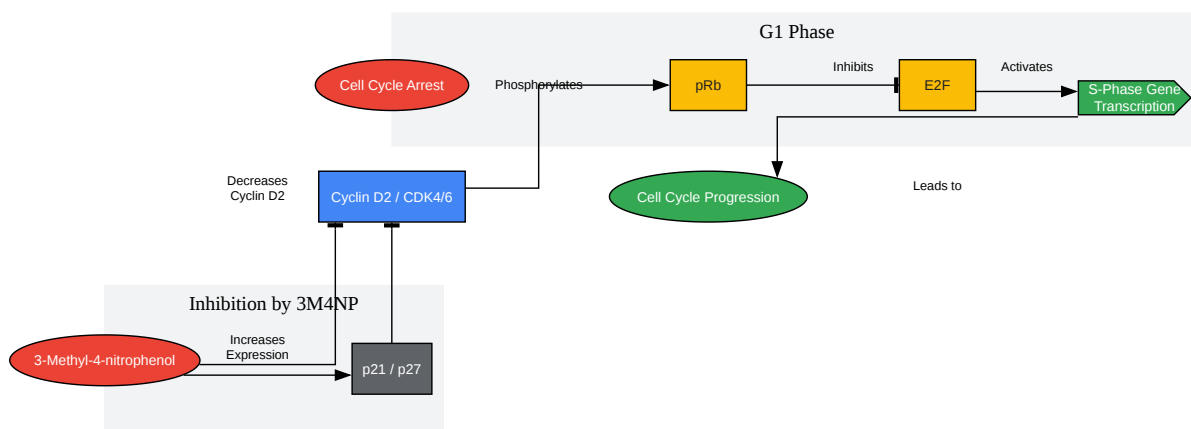 G1 Phase
Cell Cycle Arrest
Phosphorylates
pRb
Inhibits
E2F
Activates
S-Phase Gene
Transcription
Decreases
Cyclin D2
Cyclin D2 / CDK4/6
Cell Cycle Progression
Leads to
Inhibition by 3M4NP
3-Methyl-4-nitrophenol
Increases
Expression
p21 / p27